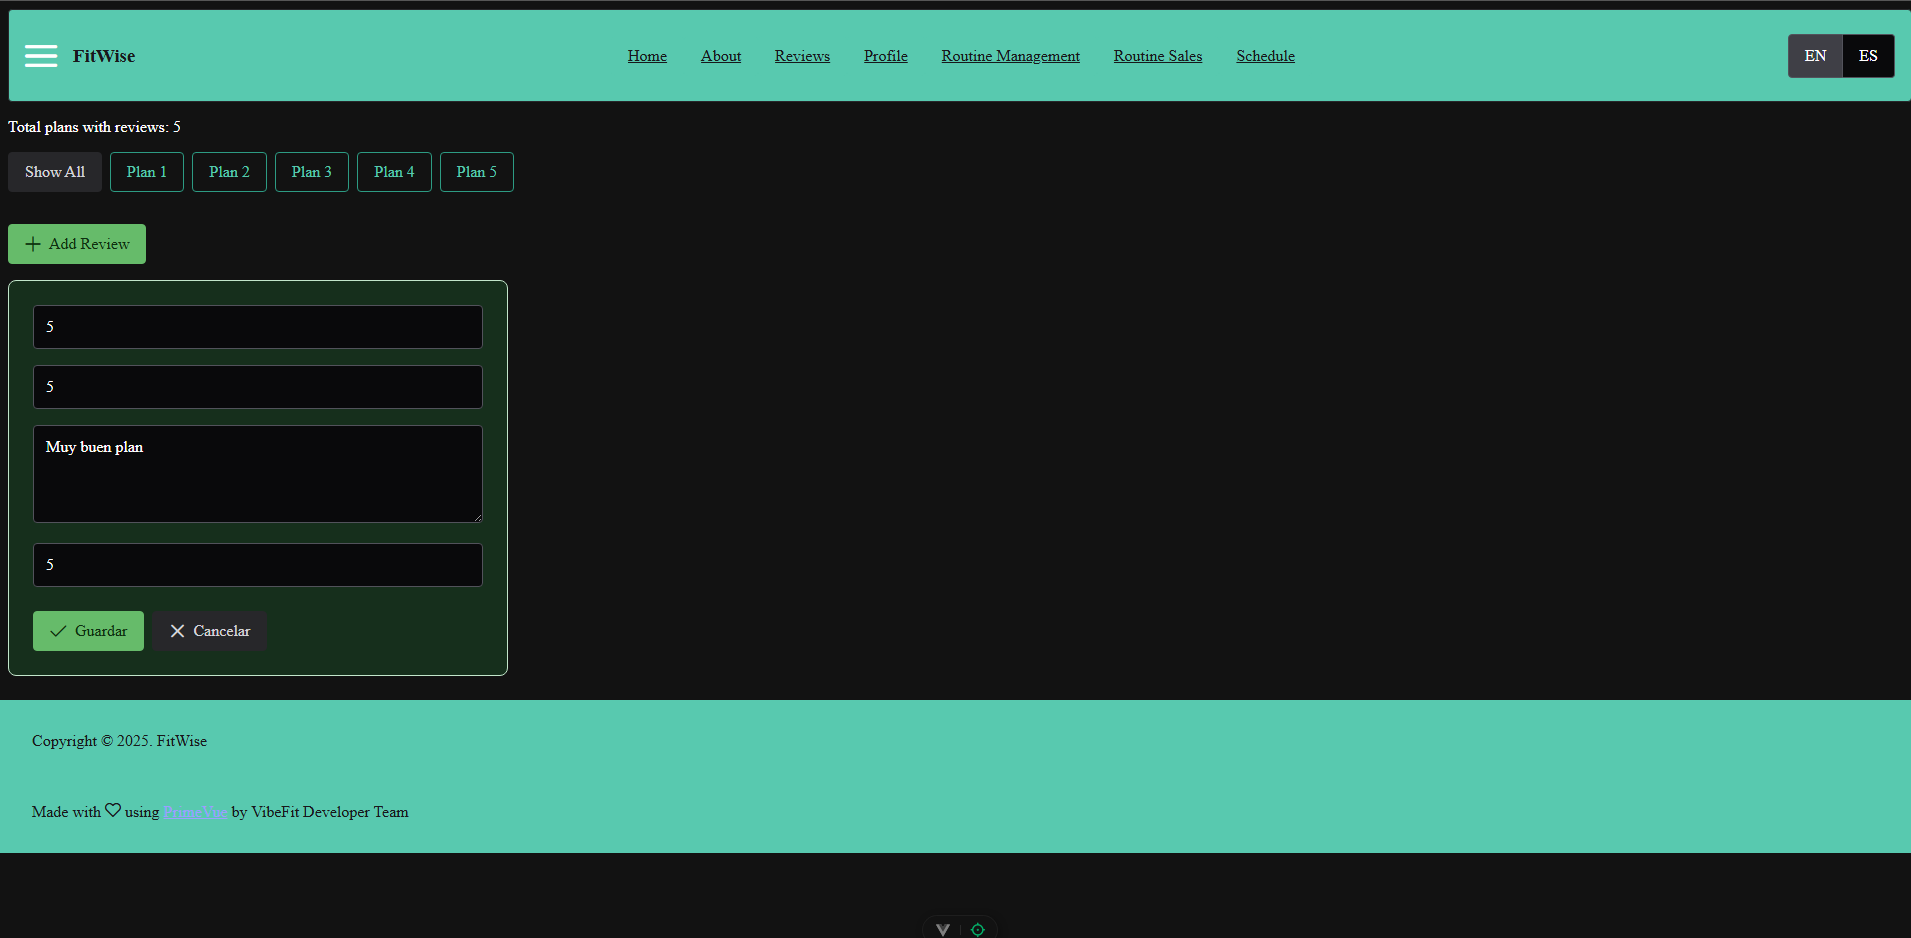 FitWise
Home About Reviews Profile Routine Management Routine Sales Schedule
EN ES
Total plans with reviews: 5
Show All Plan 1 Plan 2 Plan 3 Plan 4 Plan 5
Add Review
5
5
Muy buen plan
5
Guardar Cancelar
Copyright © 2025. FitWise
Made with ♡ using PrimeVue by VibeFit Developer Team